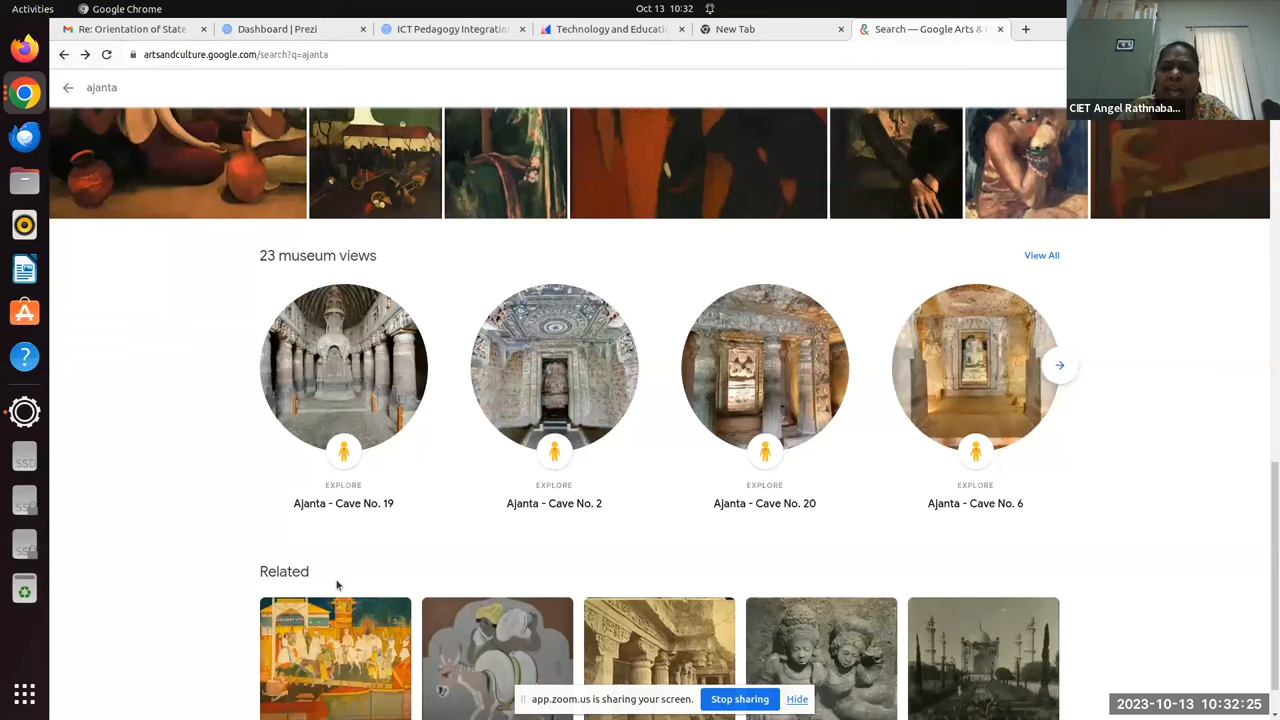 Activities
Google Chrome
Oct 13 10:32
Re: Orientation of State
Dashboard | Prezi
ICT Pedagogy Integratio
Technology and Educatio
New Tab
Search — Google Arts &
artsandculture.google.com/search?q=ajanta
ajanta
CIET Angel Rathnaba...
23 museum views
View All
EXPLORE
Ajanta - Cave No. 19
EXPLORE
Ajanta - Cave No. 2
EXPLORE
Ajanta - Cave No. 20
EXPLORE
Ajanta - Cave No. 6
Related
app.zoom.us is sharing your screen.
Stop sharing
Hide
SSD
2023-10-13 10:32:25